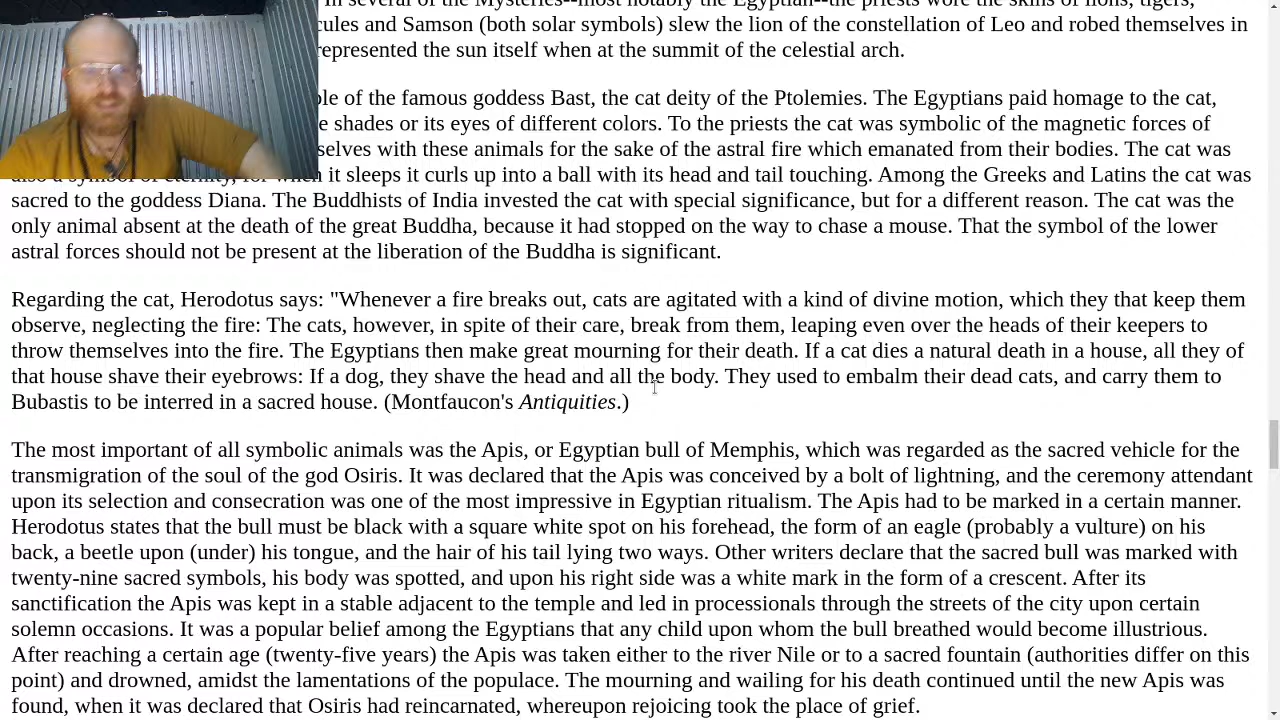 In several of the Mysteries--most notably the Egyptian--the priests wore the skins of lions, tigers,
cules and Samson (both solar symbols) slew the lion of the constellation of Leo and robed themselves in
represented the sun itself when at the summit of the celestial arch.
ple of the famous goddess Bast, the cat deity of the Ptolemies. The Egyptians paid homage to the cat,
e shades or its eyes of different colors. To the priests the cat was symbolic of the magnetic forces of
selves with these animals for the sake of the astral fire which emanated from their bodies. The cat was
also a symbol of eternity, for when it sleeps it curls up into a ball with its head and tail touching. Among the Greeks and Latins the cat was
sacred to the goddess Diana. The Buddhists of India invested the cat with special significance, but for a different reason. The cat was the
only animal absent at the death of the great Buddha, because it had stopped on the way to chase a mouse. That the symbol of the lower
astral forces should not be present at the liberation of the Buddha is significant.
Regarding the cat, Herodotus says: "Whenever a fire breaks out, cats are agitated with a kind of divine motion, which they that keep them
observe, neglecting the fire: The cats, however, in spite of their care, break from them, leaping even over the heads of their keepers to
throw themselves into the fire. The Egyptians then make great mourning for their death. If a cat dies a natural death in a house, all they of
that house shave their eyebrows: If a dog, they shave the head and all the body. They used to embalm their dead cats, and carry them to
Bubastis to be interred in a sacred house. (Montfaucon's Antiquities.)
The most important of all symbolic animals was the Apis, or Egyptian bull of Memphis, which was regarded as the sacred vehicle for the
transmigration of the soul of the god Osiris. It was declared that the Apis was conceived by a bolt of lightning, and the ceremony attendant
upon its selection and consecration was one of the most impressive in Egyptian ritualism. The Apis had to be marked in a certain manner.
Herodotus states that the bull must be black with a square white spot on his forehead, the form of an eagle (probably a vulture) on his
back, a beetle upon (under) his tongue, and the hair of his tail lying two ways. Other writers declare that the sacred bull was marked with
twenty-nine sacred symbols, his body was spotted, and upon his right side was a white mark in the form of a crescent. After its
sanctification the Apis was kept in a stable adjacent to the temple and led in processionals through the streets of the city upon certain
solemn occasions. It was a popular belief among the Egyptians that any child upon whom the bull breathed would become illustrious.
After reaching a certain age (twenty-five years) the Apis was taken either to the river Nile or to a sacred fountain (authorities differ on this
point) and drowned, amidst the lamentations of the populace. The mourning and wailing for his death continued until the new Apis was
found, when it was declared that Osiris had reincarnated, whereupon rejoicing took the place of grief.